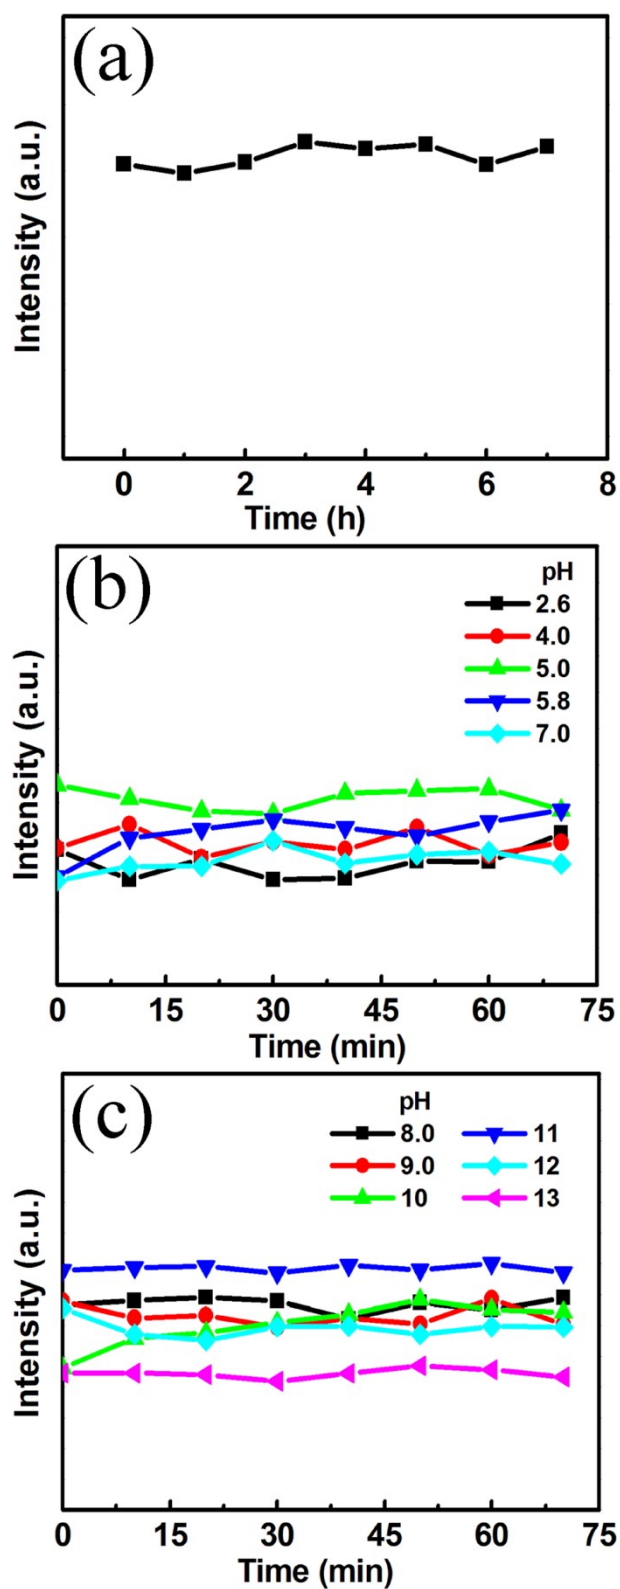 (a)
Intensity (a.u.)
0 2 4 6 8
Time (h)
(b)
pH
2.6
4.0
5.0
5.8
7.0
Intensity (a.u.)
0 15 30 45 60 75
Time (min)
(c)
pH
8.0 11
9.0 12
10 13
Intensity (a.u.)
0 15 30 45 60 75
Time (min)